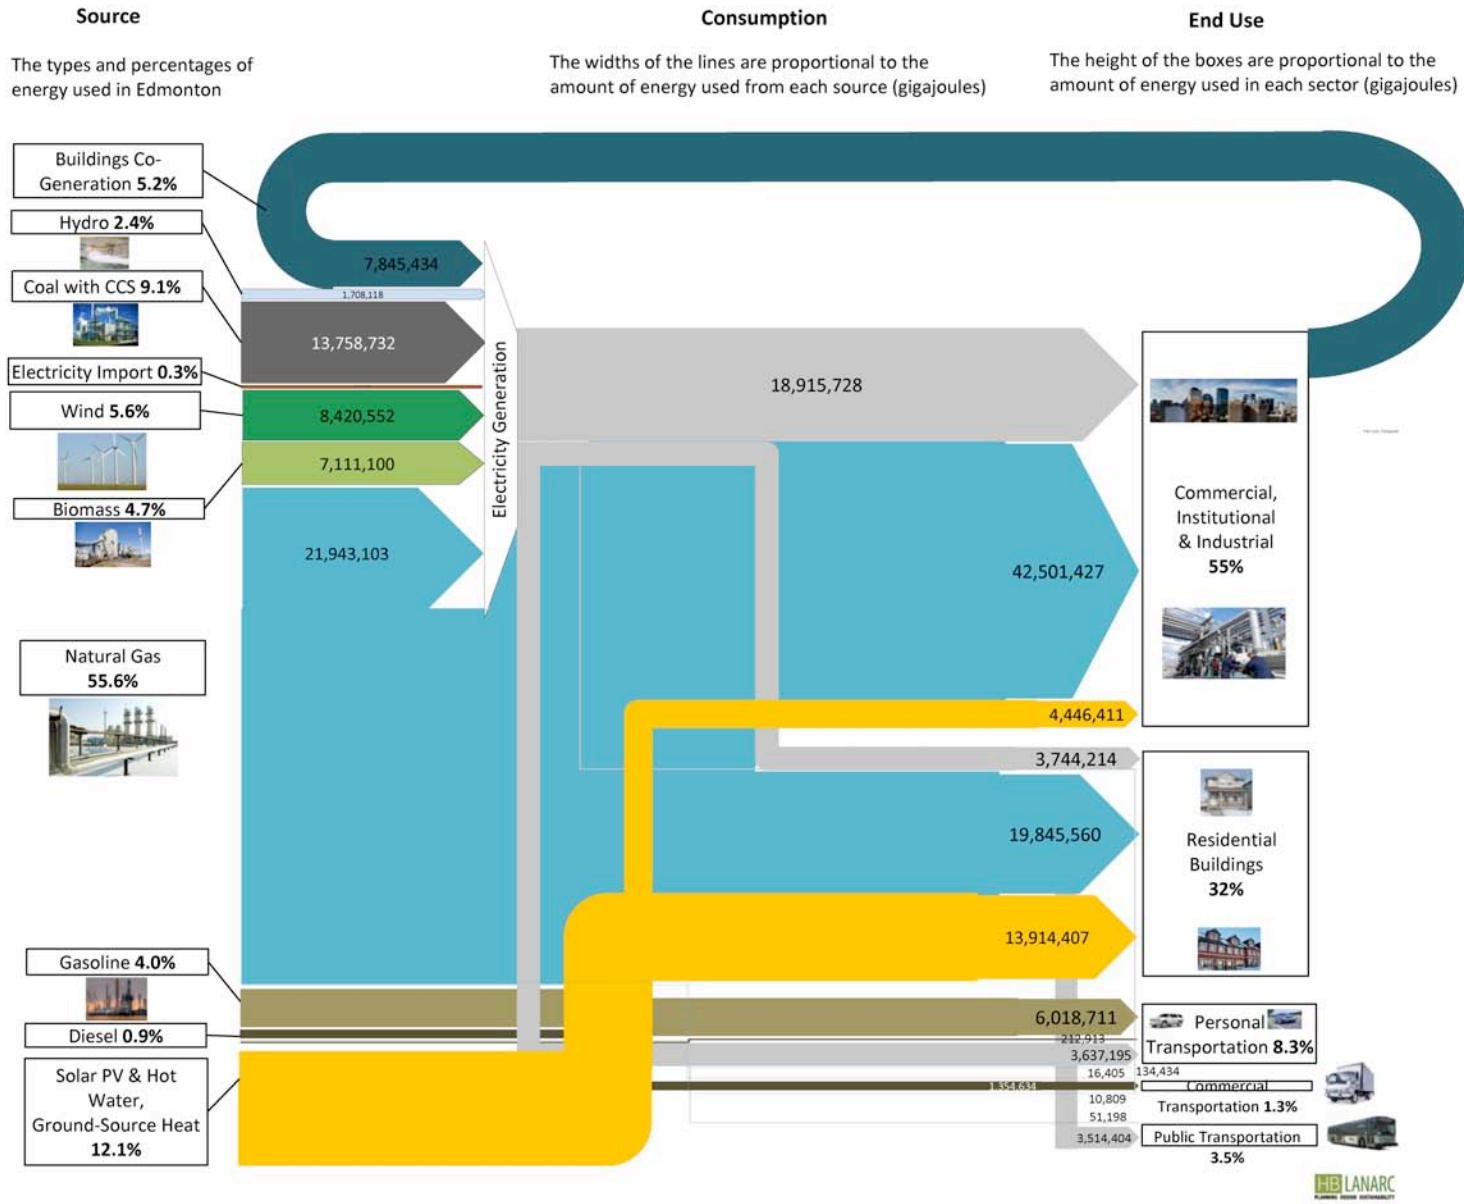 Source
Consumption
End Use
The types and percentages of
energy used in Edmonton
The widths of the lines are proportional to the
amount of energy used from each source (gigajoules)
The height of the boxes are proportional to the
amount of energy used in each sector (gigajoules)
Buildings Co-
Generation 5.2%
Hydro 2.4%
Coal with CCS 9.1%
Electricity Import 0.3%
Wind 5.6%
Biomass 4.7%
Natural Gas
55.6%
Gasoline 4.0%
Diesel 0.9%
Solar PV & Hot
Water,
Ground-Source Heat
12.1%
7,845,434
1,708,118
13,758,732
8,420,552
7,111,100
21,943,103
Electricity Generation
18,915,728
42,501,427
4,446,411
3,744,214
19,845,560
13,914,407
6,018,711
212,913
3,637,195
16,405
134,434
1,354,634
10,809
51,198
3,514,404
Commercial,
Institutional
& Industrial
55%
Residential
Buildings
32%
Personal
Transportation 8.3%
Commercial
Transportation 1.3%
Public Transportation
3.5%
HB LANARC
PLANNING DESIGN SUSTAINABILITY